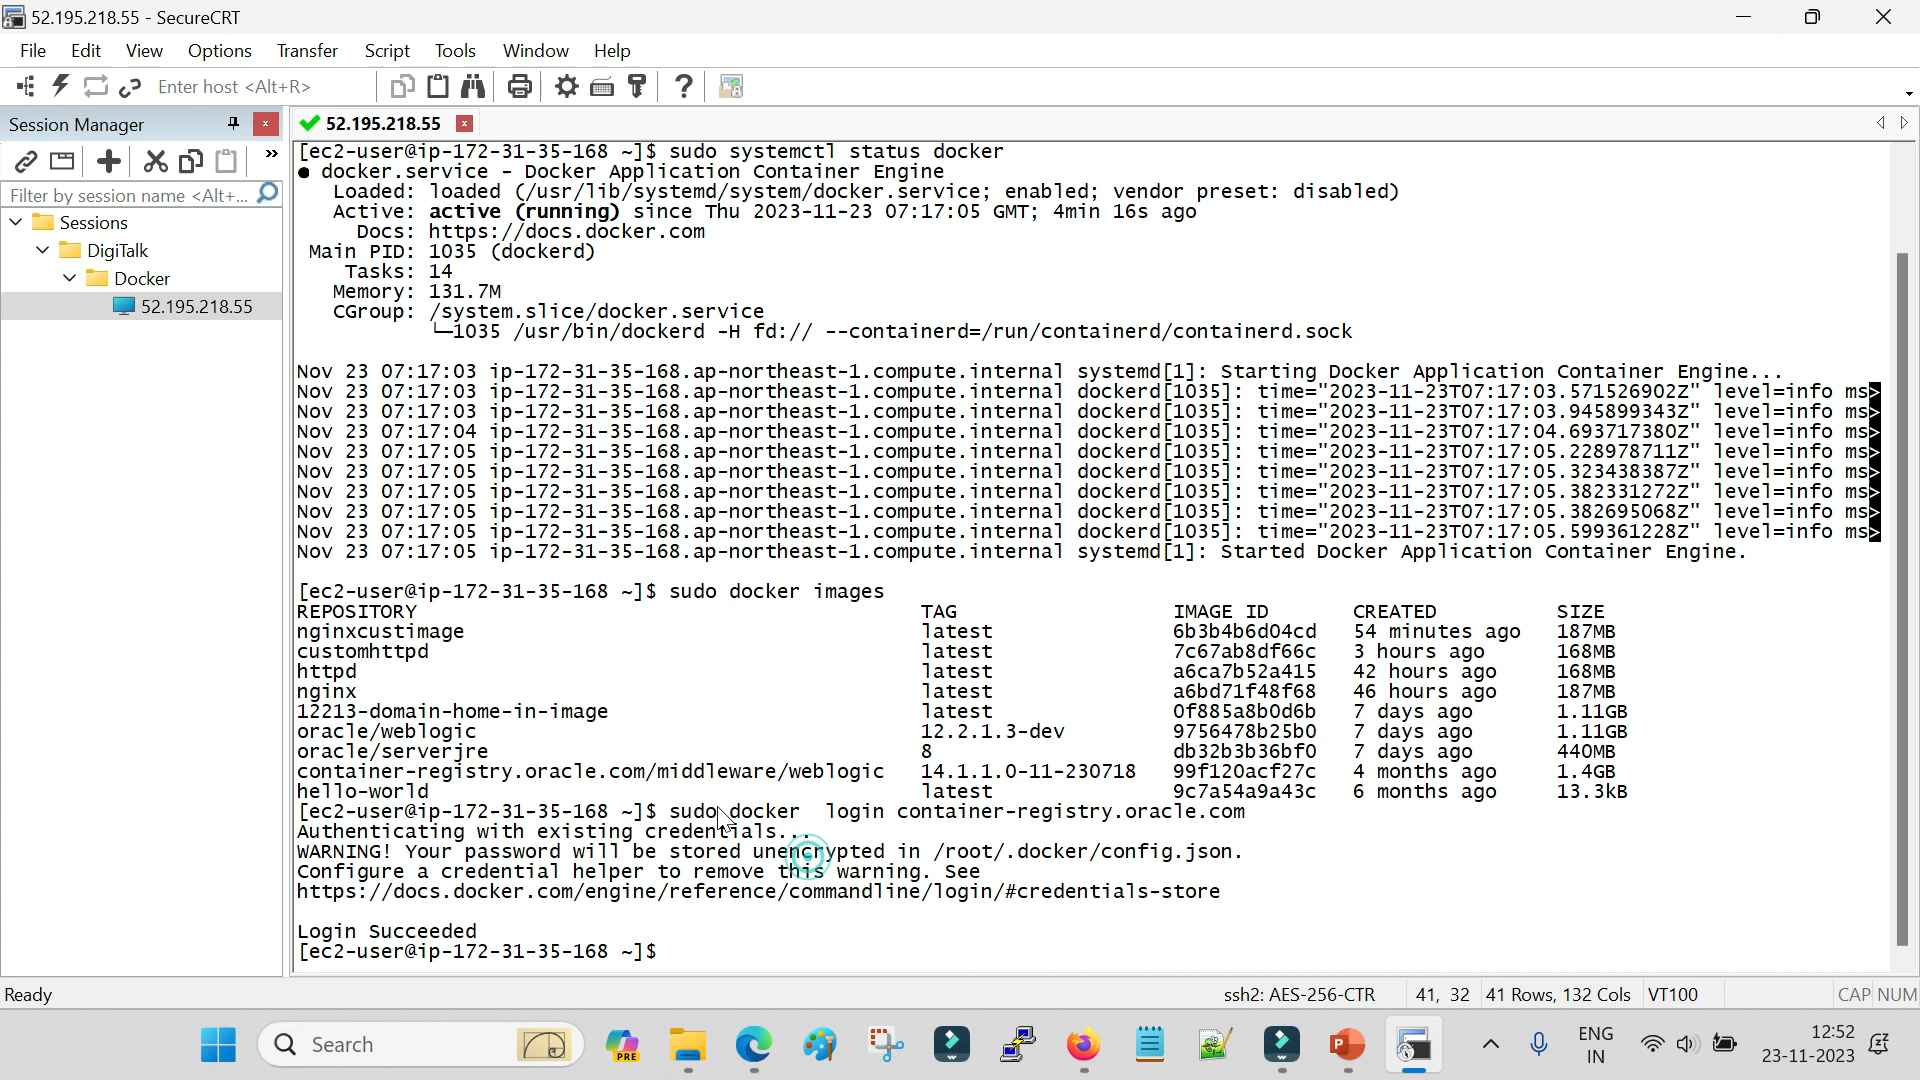 52.195.218.55 - SecureCRT
File Edit View Options Transfer Script Tools Window Help
Enter host <Alt+R>
Session Manager
52.195.218.55
Filter by session name <Alt+...
Sessions
DigiTalk
Docker
52.195.218.55
[ec2-user@ip-172-31-35-168 ~]$ sudo systemctl status docker
● docker.service - Docker Application Container Engine
Loaded: loaded (/usr/lib/systemd/system/docker.service; enabled; vendor preset: disabled)
Active: active (running) since Thu 2023-11-23 07:17:05 GMT; 4min 16s ago
Docs: https://docs.docker.com
Main PID: 1035 (dockerd)
Tasks: 14
Memory: 131.7M
CGroup: /system.slice/docker.service
└─1035 /usr/bin/dockerd -H fd:// --containerd=/run/containerd/containerd.sock
Nov 23 07:17:03 ip-172-31-35-168.ap-northeast-1.compute.internal systemd[1]: Starting Docker Application Container Engine...
Nov 23 07:17:03 ip-172-31-35-168.ap-northeast-1.compute.internal dockerd[1035]: time="2023-11-23T07:17:03.571526902Z" level=info ms>
Nov 23 07:17:03 ip-172-31-35-168.ap-northeast-1.compute.internal dockerd[1035]: time="2023-11-23T07:17:03.945899343Z" level=info ms>
Nov 23 07:17:04 ip-172-31-35-168.ap-northeast-1.compute.internal dockerd[1035]: time="2023-11-23T07:17:04.693717380Z" level=info ms>
Nov 23 07:17:05 ip-172-31-35-168.ap-northeast-1.compute.internal dockerd[1035]: time="2023-11-23T07:17:05.228978711Z" level=info ms>
Nov 23 07:17:05 ip-172-31-35-168.ap-northeast-1.compute.internal dockerd[1035]: time="2023-11-23T07:17:05.323438387Z" level=info ms>
Nov 23 07:17:05 ip-172-31-35-168.ap-northeast-1.compute.internal dockerd[1035]: time="2023-11-23T07:17:05.382331272Z" level=info ms>
Nov 23 07:17:05 ip-172-31-35-168.ap-northeast-1.compute.internal dockerd[1035]: time="2023-11-23T07:17:05.382695068Z" level=info ms>
Nov 23 07:17:05 ip-172-31-35-168.ap-northeast-1.compute.internal dockerd[1035]: time="2023-11-23T07:17:05.599361228Z" level=info ms>
Nov 23 07:17:05 ip-172-31-35-168.ap-northeast-1.compute.internal systemd[1]: Started Docker Application Container Engine.
[ec2-user@ip-172-31-35-168 ~]$ sudo docker images
REPOSITORY TAG IMAGE ID CREATED SIZE
nginxcustimage latest 6b3b4b6d04cd 54 minutes ago 187MB
customhttpd latest 7c67ab8df66c 3 hours ago 168MB
httpd latest a6ca7b52a415 42 hours ago 168MB
nginx latest a6bd71f48f68 46 hours ago 187MB
12213-domain-home-in-image latest 0f885a8b0d6b 7 days ago 1.11GB
oracle/weblogic 12.2.1.3-dev 9756478b25b0 7 days ago 1.11GB
oracle/serverjre 8 db32b3b36bf0 7 days ago 440MB
container-registry.oracle.com/middleware/weblogic 14.1.1.0-11-230718 99f120acf27c 4 months ago 1.4GB
hello-world latest 9c7a54a9a43c 6 months ago 13.3kB
[ec2-user@ip-172-31-35-168 ~]$ sudo docker login container-registry.oracle.com
Authenticating with existing credentials...
WARNING! Your password will be stored unencrypted in /root/.docker/config.json.
Configure a credential helper to remove this warning. See
https://docs.docker.com/engine/reference/commandline/login/#credentials-store
Login Succeeded
[ec2-user@ip-172-31-35-168 ~]$
Ready ssh2: AES-256-CTR 41, 32 41 Rows, 132 Cols VT100 CAP NUM
Search PRE ENG 12:52
IN 23-11-2023